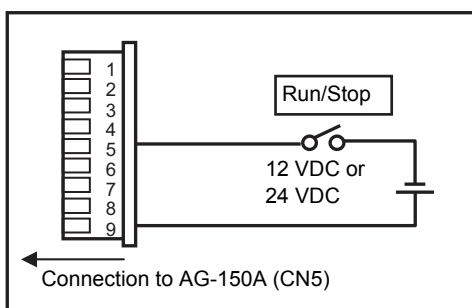 1
2
3
4
5
6
7
8
9
Run/Stop
12 VDC or
24 VDC
Connection to AG-150A (CN5)